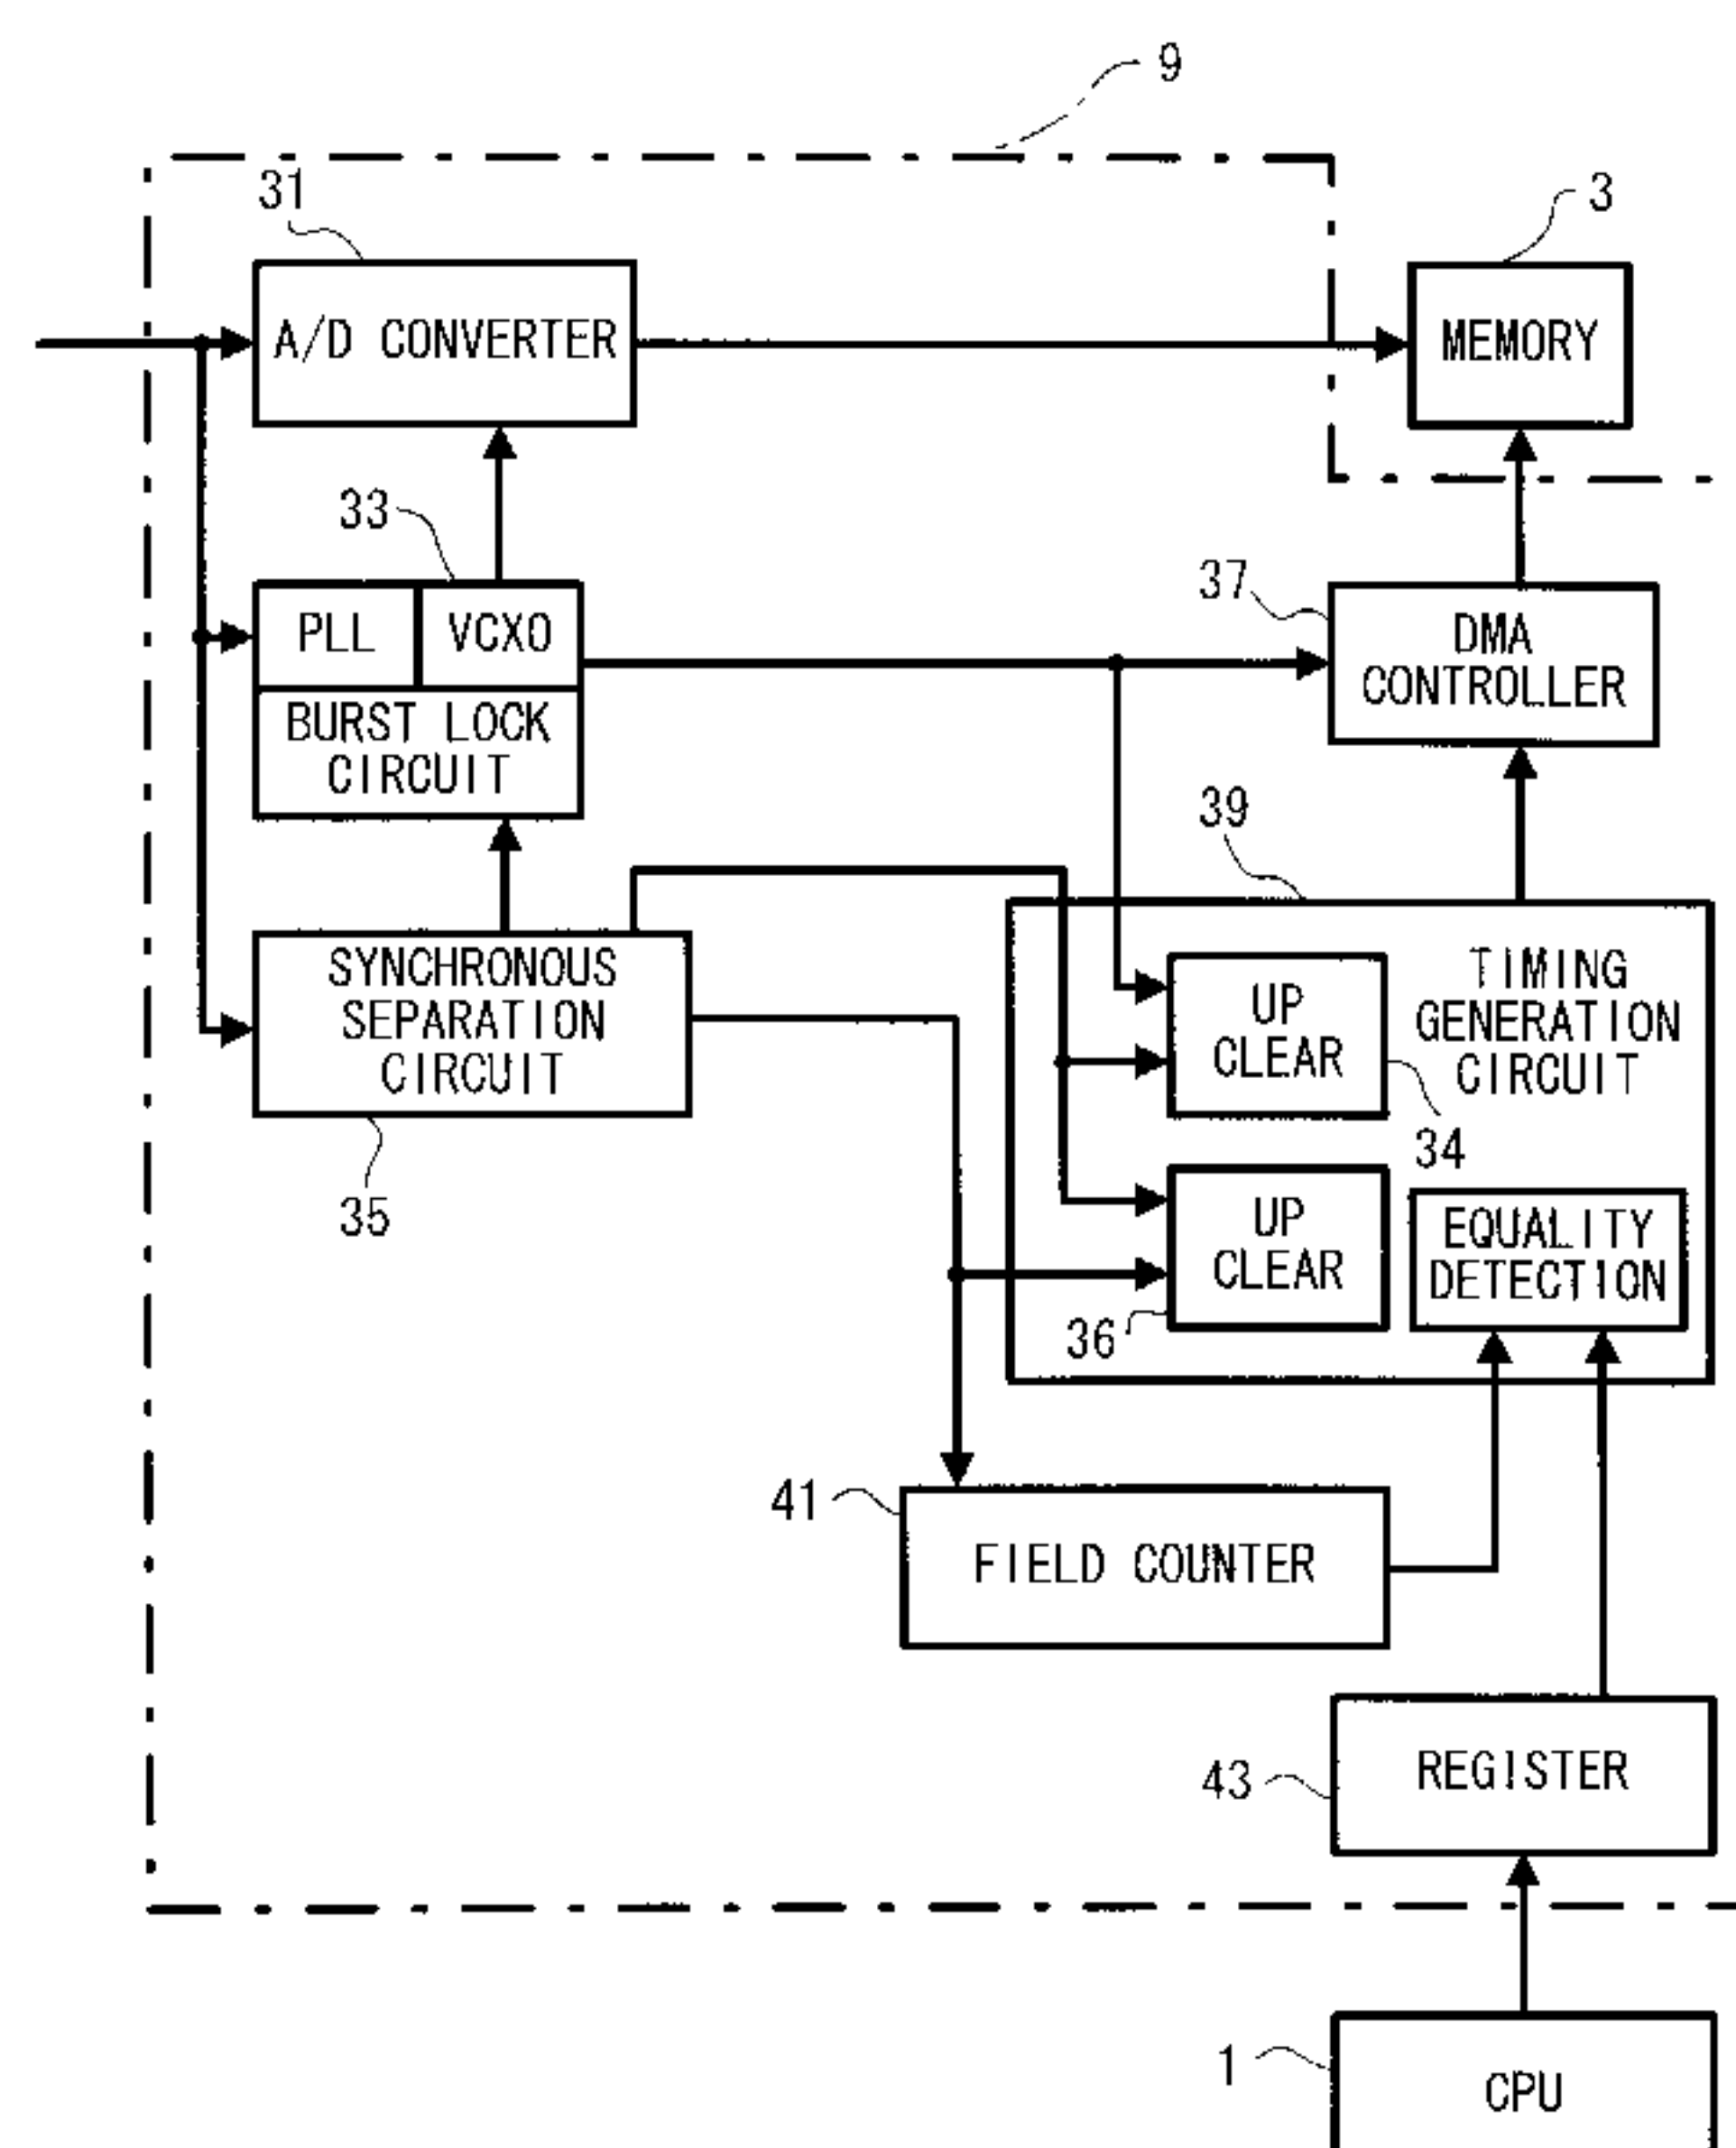 9
31
3
A/D CONVERTER
MEMORY
33
PLL
VCXO
BURST LOCK
CIRCUIT
37
DMA
CONTROLLER
39
SYNCHRONOUS
SEPARATION
CIRCUIT
35
UP
CLEAR
34
TIMING
GENERATION
CIRCUIT
UP
CLEAR
36
EQUALITY
DETECTION
41
FIELD COUNTER
43
REGISTER
1
CPU